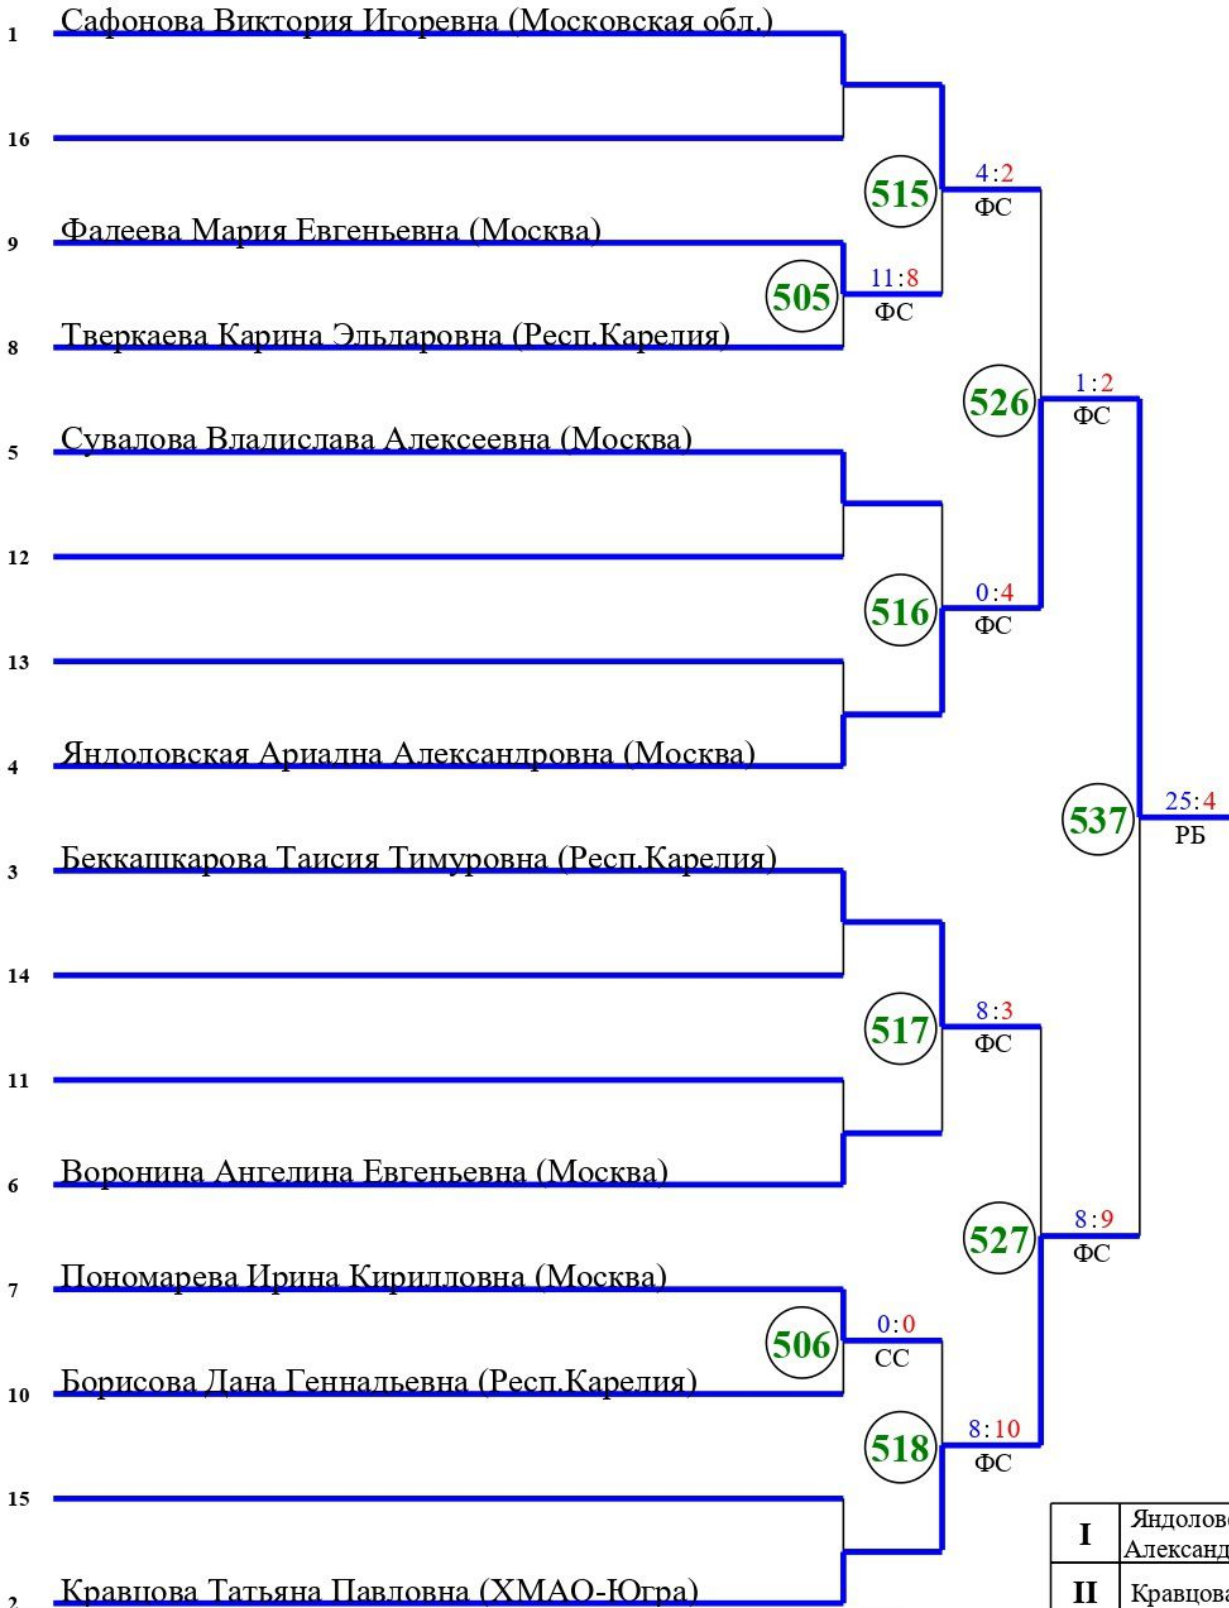 1 Сафонова Виктория Игоревна (Московская обл.)
16
515 4:2
ФС
9 Фадеева Мария Евгеньевна (Москва)
505 11:8
ФС
8 Тверкаева Карина Эльдаровна (Респ.Карелия)
526 1:2
ФС
5 Сувалова Владислава Алексеевна (Москва)
12
516 0:4
ФС
13
4 Яндоловская Ариадна Александровна (Москва)
537 25:4
РБ
3 Беккашкарова Таисия Тимуровна (Респ.Карелия)
14
517 8:3
ФС
11
6 Воронина Ангелина Евгеньевна (Москва)
527 8:9
ФС
7 Пономарева Ирина Кирилловна (Москва)
506 0:0
СС
10 Борисова Дана Геннадьевна (Респ.Карелия)
518 8:10
ФС
15
I
II Кравцова
2 Кравцова Татьяна Павловна (ХМАО-Югра)